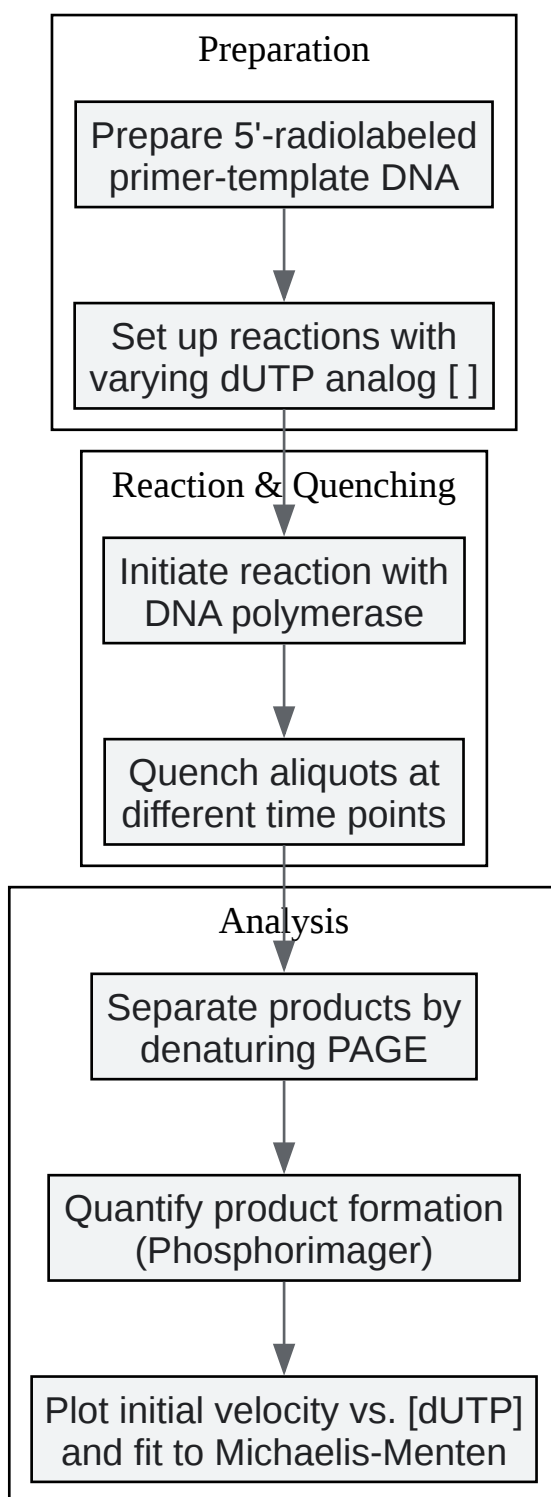 Preparation
Prepare 5'-radiolabeled
primer-template DNA
Set up reactions with
varying dUTP analog [ ]
Reaction & Quenching
Initiate reaction with
DNA polymerase
Quench aliquots at
different time points
Analysis
Separate products by
denaturing PAGE
Quantify product formation
(Phosphorimager)
Plot initial velocity vs. [dUTP]
and fit to Michaelis-Menten